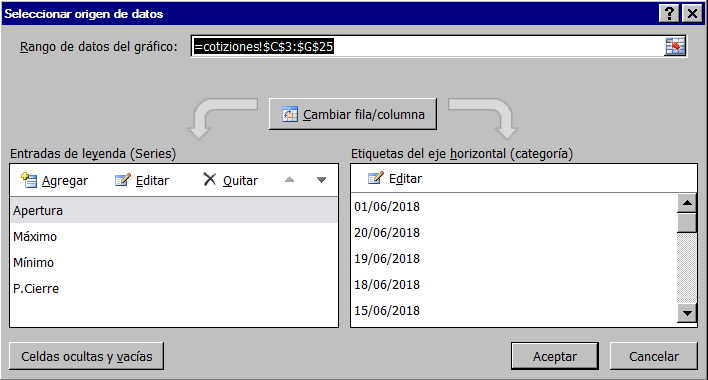 Seleccionar origen de datos
Rango de datos del gráfico: =cotiziones!$C$3:$G$25
Cambiar fila/columna
Entradas de leyenda (Series)
Agregar Editar Quitar
Apertura
Máximo
Mínimo
P.Cierre
Etiquetas del eje horizontal (categoría)
Editar
01/06/2018
20/06/2018
19/06/2018
18/06/2018
15/06/2018
Celdas ocultas y vacías
Aceptar Cancelar